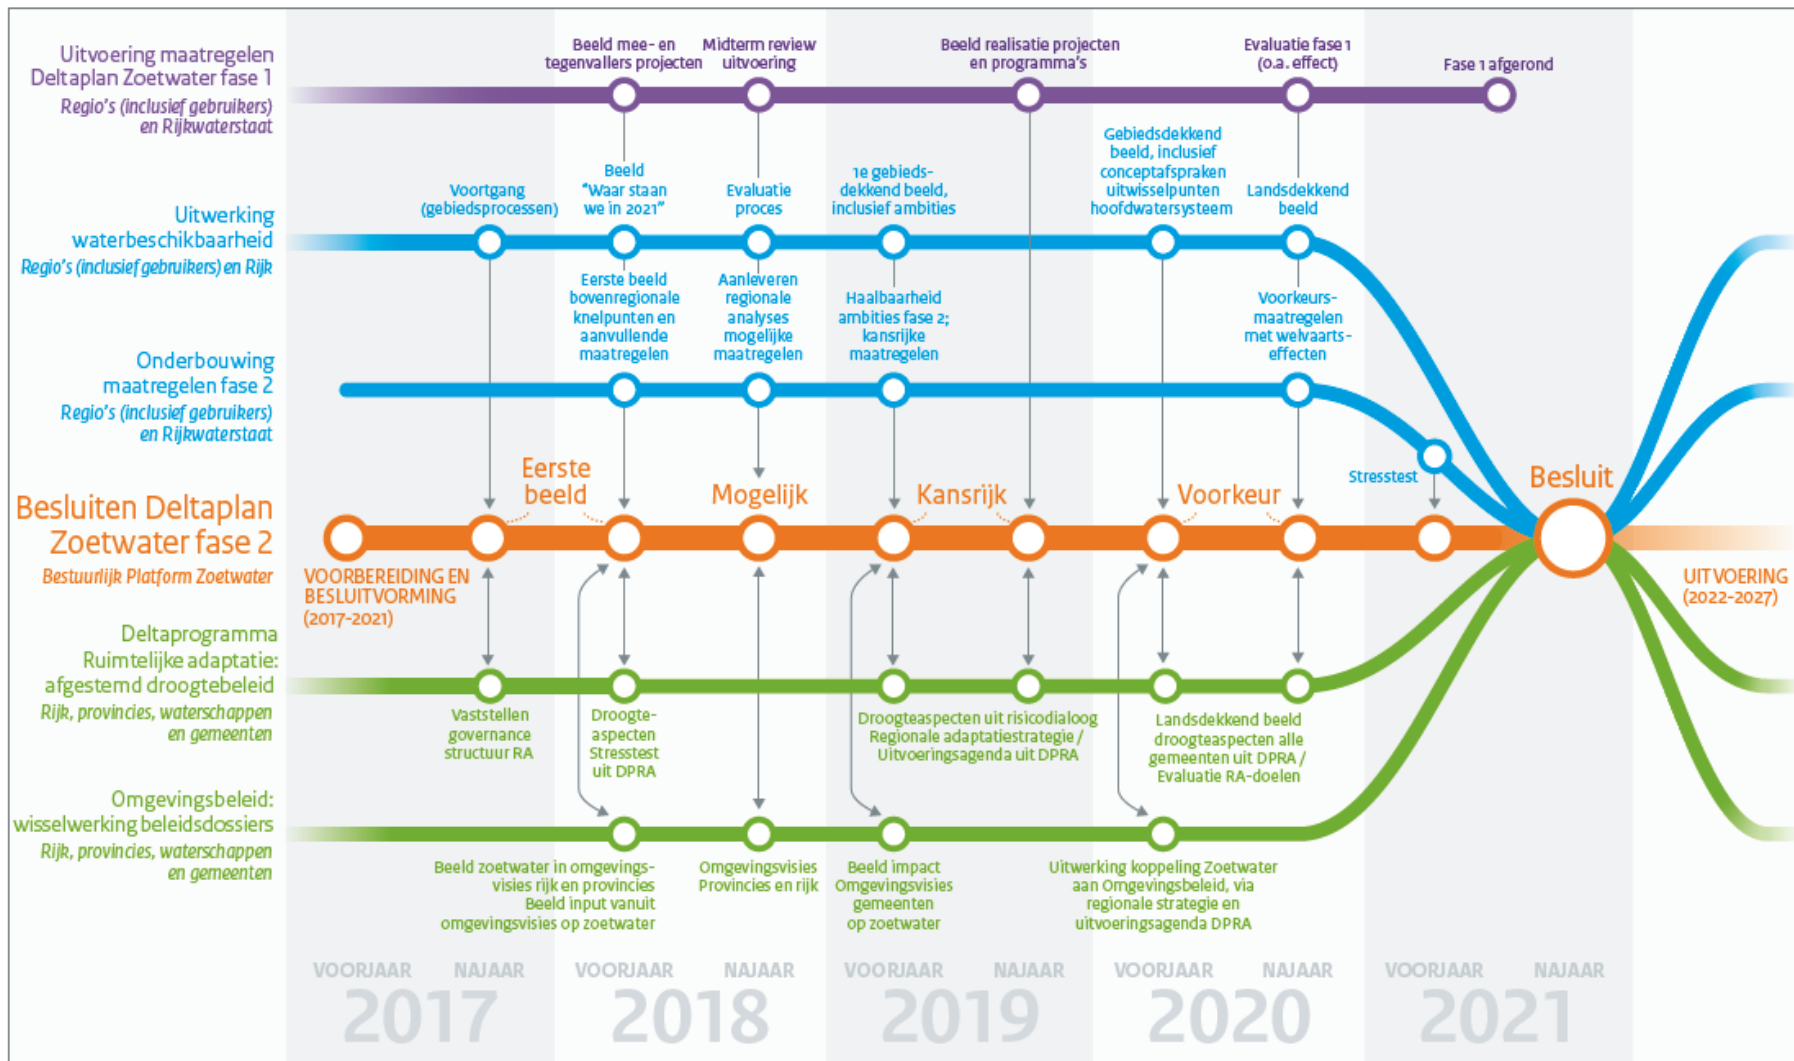 Uitvoering maatregelen
Deltaplan Zoetwater fase 1
Regio's (inclusief gebruikers)
en Rijkwaterstaat
Beeld mee- en
tegenvallers projecten
Midterm review
uitvoering
Beeld realisatie projecten
en programma's
Evaluatie fase 1
(o.a. effect)
Fase 1 afgerond
Uitwerking
waterbeschikbaarheid
Regio's (inclusief gebruikers) en Rijk
Voortgang
(gebiedsprocessen)
Beeld
"Waar staan
we in 2021"
Evaluatie
proces
1e gebieds-
dekkend beeld,
inclusief ambities
Gebiedsdekkend
beeld, inclusief
conceptafspraken
uitwisselpunten
hoofdwatersysteem
Landsdekkend
beeld
Onderbouwing
maatregelen fase 2
Regio's (inclusief gebruikers)
en Rijkwaterstaat
Eerste beeld
bovenregionale
knelpunten en
aanvullende
maatregelen
Aanleveren
regionale
analyses
mogelijke
maatregelen
Haalbaarheid
ambities fase 2;
kansrijke
maatregelen
Voorkeurs-
maatregelen
met welvaarts-
effecten
Stresstest
Besluiten Deltaplan
Zoetwater fase 2
Bestuurlijk Platform Zoetwater
Eerste
beeld
Mogelijk
Kansrijk
Voorkeur
Besluit
VOORBEREIDING EN
BESLUITVORMING
(2017-2021)
UITVOERING
(2022-2027)
Deltaprogramma
Ruimtelijke adaptatie:
afgestemd droogtebeleid
Rijk, provincies, waterschappen
en gemeenten
Vaststellen
governance
structuur RA
Droogte-
aspecten
Stresstest
uit DPRA
Droogteaspecten uit risicodialoog
Regionale adaptatiestrategie /
Uitvoeringsagenda uit DPRA
Landsdekkend beeld
droogteaspecten alle
gemeenten uit DPRA /
Evaluatie RA-doelen
Omgevingsbeleid:
wisselwerking beleidsdossiers
Rijk, provincies, waterschappen
en gemeenten
Beeld zoetwater in omgevings-
visies rijk en provincies
Beeld input vanuit
omgevingsvisies op zoetwater
Omgevingsvisies
Provincies en rijk
Beeld impact
Omgevingsvisies
gemeenten
op zoetwater
Uitwerking koppeling Zoetwater
aan Omgevingsbeleid, via
regionale strategie en
uitvoeringsagenda DPRA
VOORJAAR NAJAAR VOORJAAR NAJAAR VOORJAAR NAJAAR VOORJAAR NAJAAR VOORJAAR NAJAAR
2017 2018 2019 2020 2021